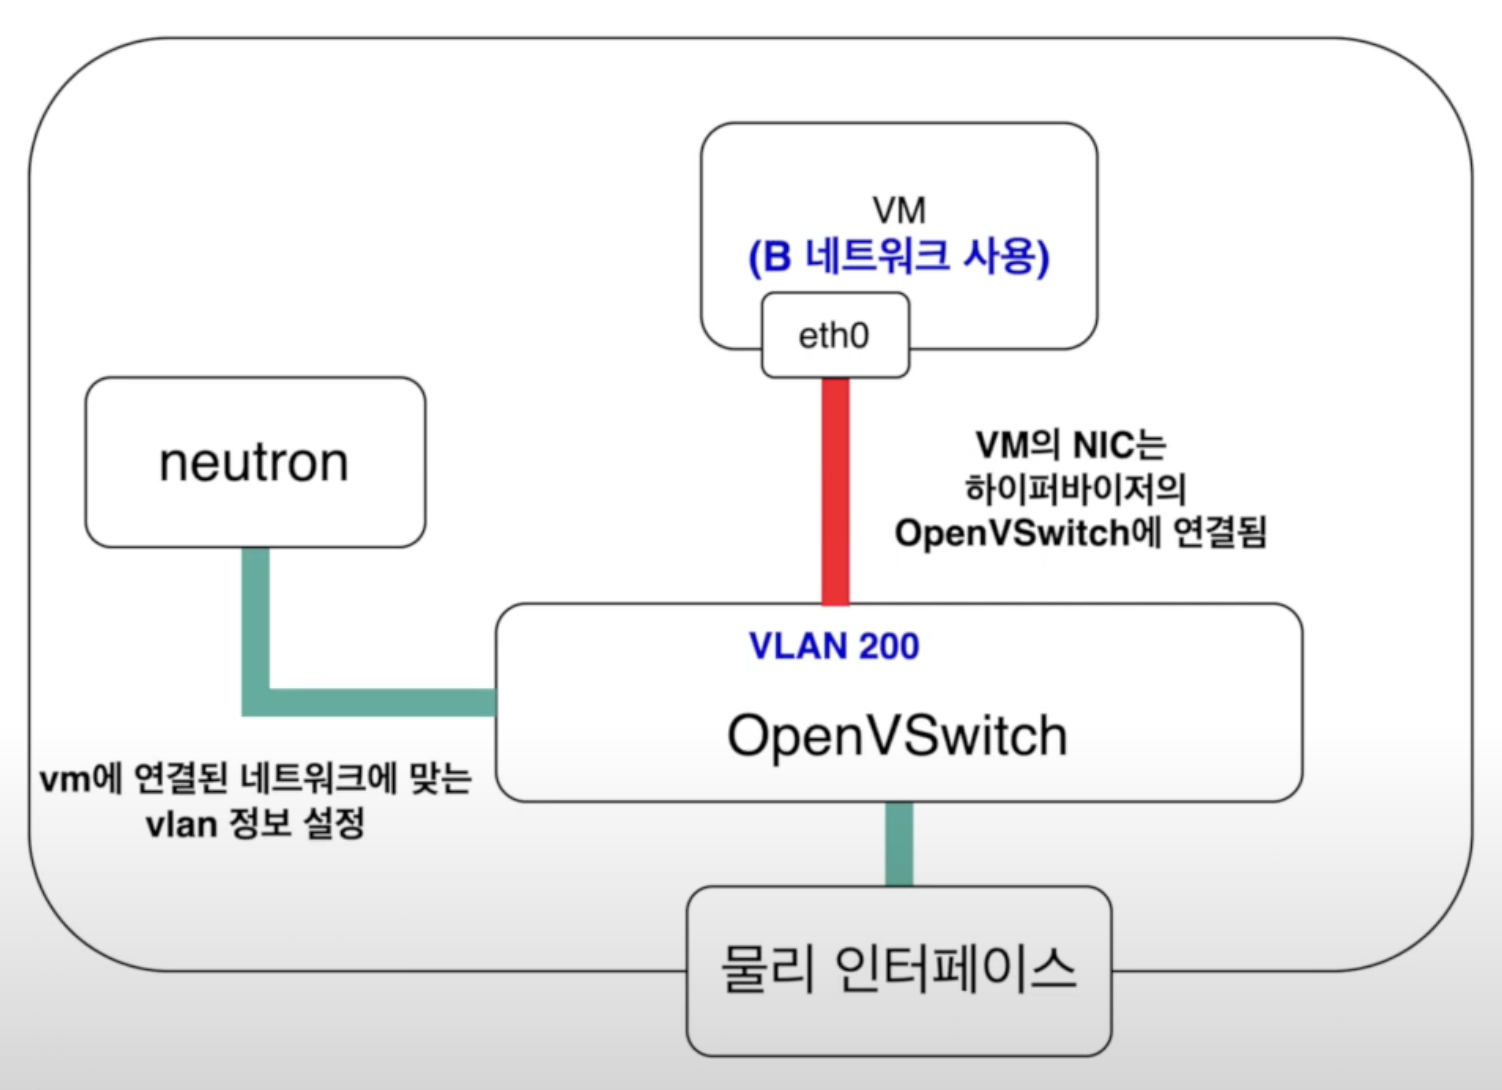 VM
(B 네트워크 사용)
eth0
neutron
VM의 NIC는
하이퍼바이저의
OpenVSwitch에 연결됨
VLAN 200
OpenVSwitch
vm에 연결된 네트워크에 맞는
vlan 정보 설정
물리 인터페이스